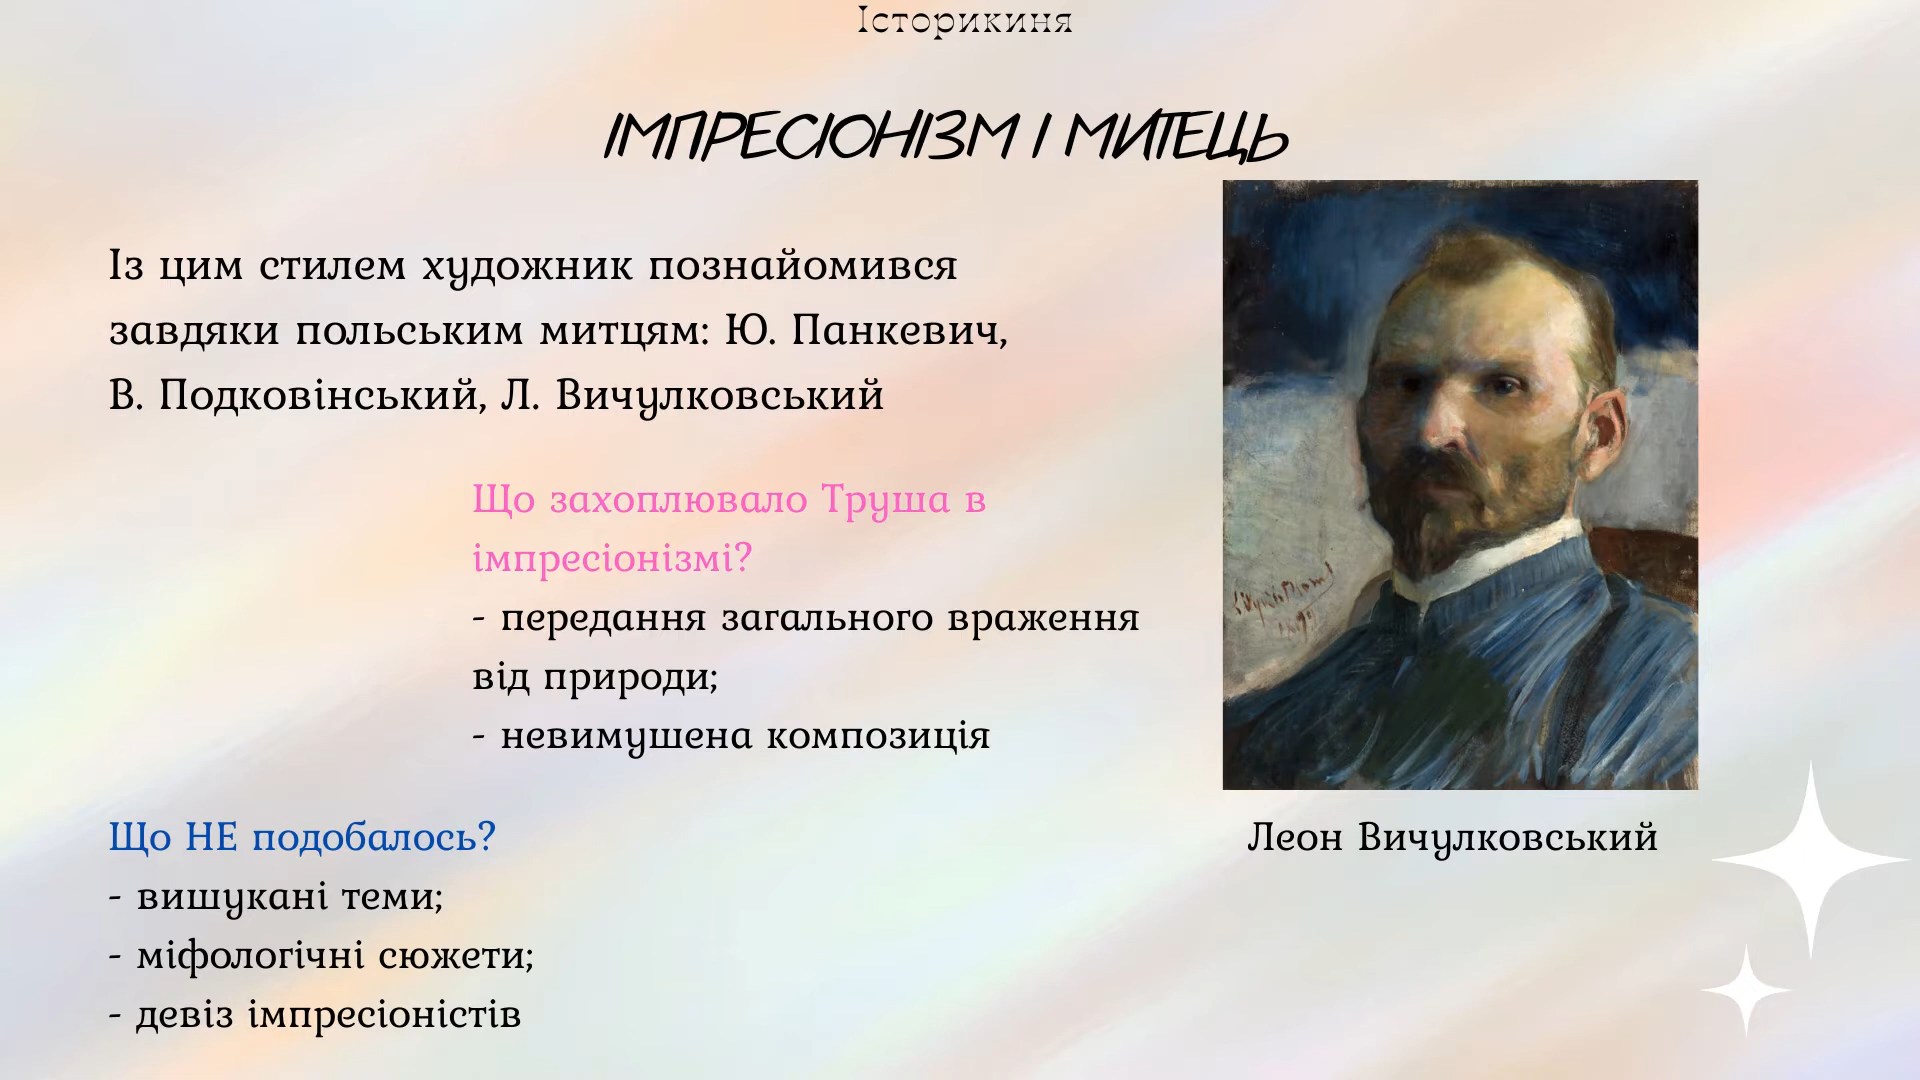 Історикиня
ІМПРЕСІОНІЗМ І МИТЕЦЬ
Із цим стилем художник познайомився
завдяки польським митцям: Ю. Панкевич,
В. Подковінський, Л. Вичулковський
Що захоплювало Труша в
імпресіонізмі?
- передання загального враження
від природи;
- невимушена композиція
Що НЕ подобалось?
- вишукані теми;
- міфологічні сюжети;
- девіз імпресіоністів
Леон Вичулковський